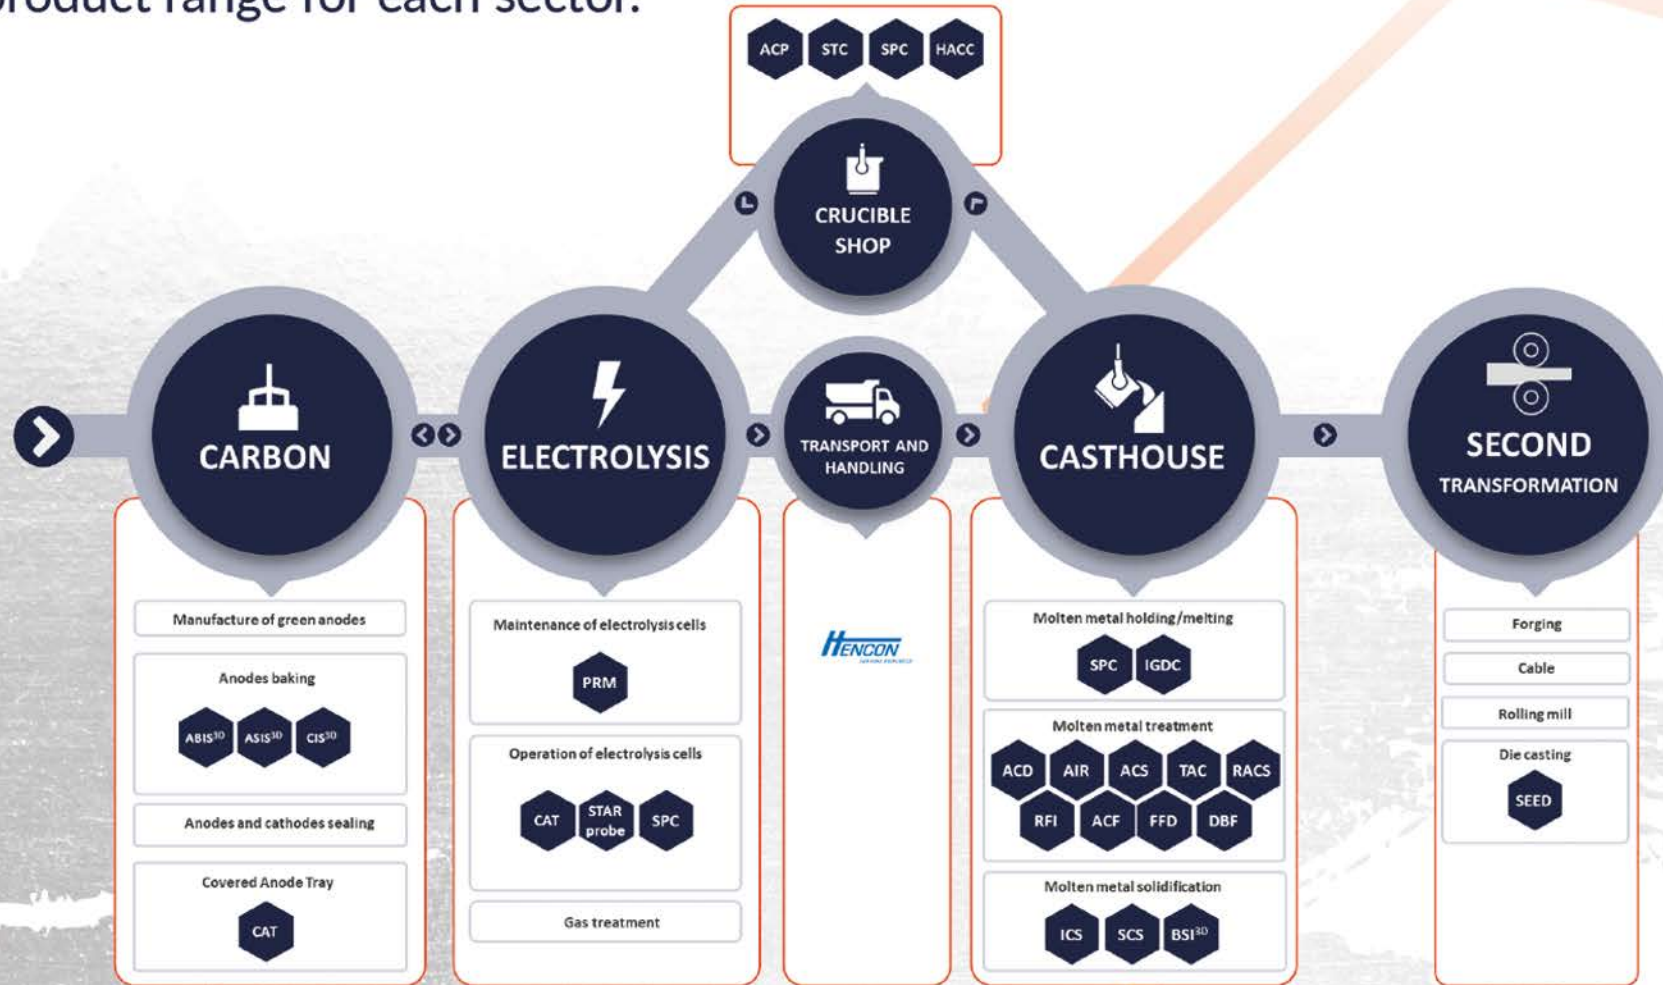 product range for each sector.
ACP STC SPC HACC
CRUCIBLE
SHOP
CARBON
ELECTROLYSIS
TRANSPORT AND
HANDLING
CASTHOUSE
SECOND
TRANSFORMATION
Manufacture of green anodes
Anodes baking
ABIS³ᴰ ASIS³ᴰ CIS³ᴰ
Anodes and cathodes sealing
Covered Anode Tray
CAT
Maintenance of electrolysis cells
PRM
Operation of electrolysis cells
CAT STAR probe SPC
Gas treatment
HENCON
Molten metal holding/melting
SPC IGDC
Molten metal treatment
ACD AIR ACS TAC RACS
RFI ACF FFD DBF
Molten metal solidification
ICS SCS BSI³ᴰ
Forging
Cable
Rolling mill
Die casting
SEED